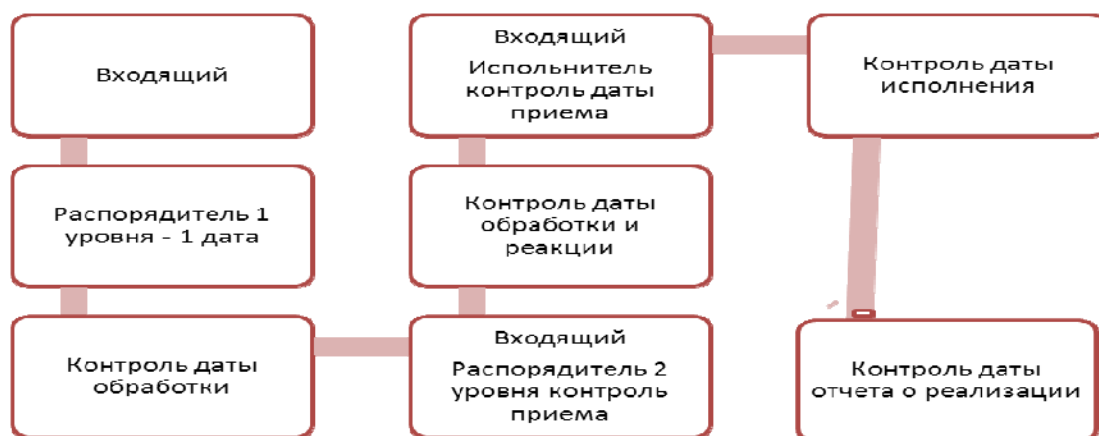 Входящий
Распорядитель 1
уровня - 1 дата
Контроль даты
обработки
Входящий
Распорядитель 2
уровня контроль
приема
Контроль даты
обработки и
реакции
Входящий
Испольнитель
контроль даты
приема
Контроль даты
исполнения
Контроль даты
отчета о реализации